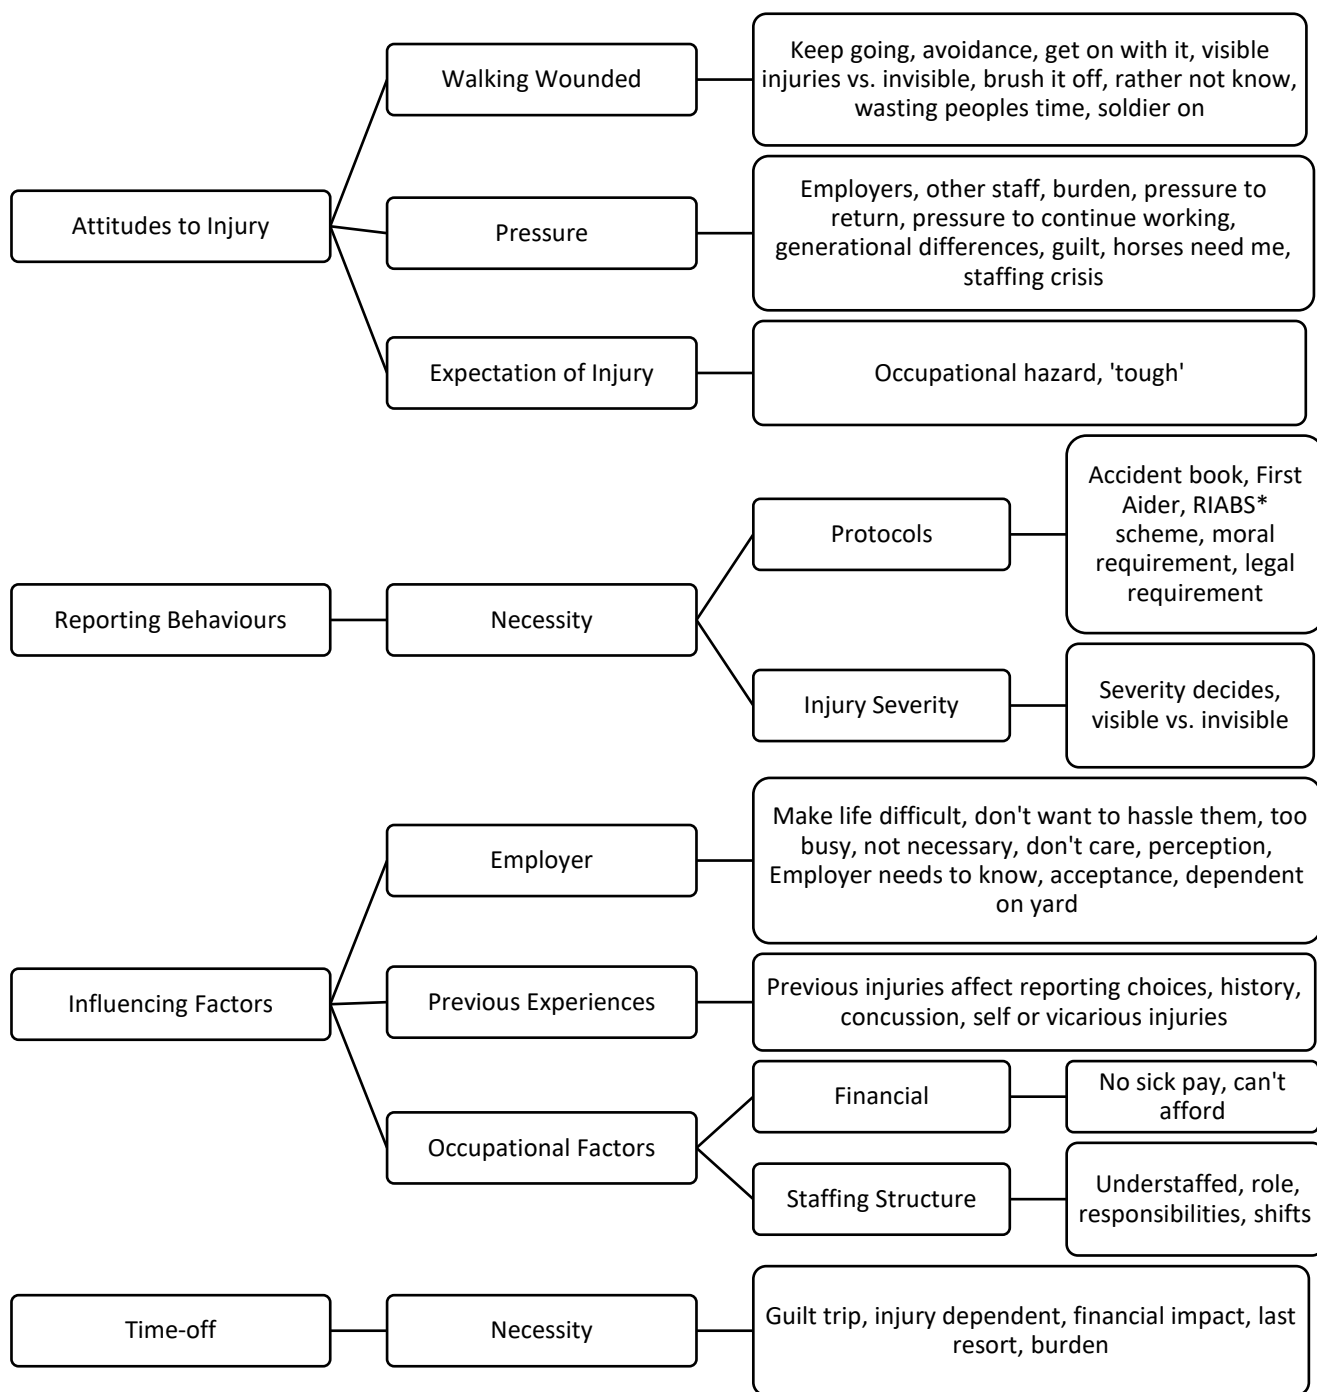 Attitudes to Injury
Walking Wounded
Keep going, avoidance, get on with it, visible
injuries vs. invisible, brush it off, rather not know,
wasting peoples time, soldier on
Pressure
Employers, other staff, burden, pressure to
return, pressure to continue working,
generational differences, guilt, horses need me,
staffing crisis
Expectation of Injury
Occupational hazard, 'tough'
Reporting Behaviours
Necessity
Protocols
Accident book, First
Aider, RIABS*
scheme, moral
requirement, legal
requirement
Injury Severity
Severity decides,
visible vs. invisible
Influencing Factors
Employer
Make life difficult, don't want to hassle them, too
busy, not necessary, don't care, perception,
Employer needs to know, acceptance, dependent
on yard
Previous Experiences
Previous injuries affect reporting choices, history,
concussion, self or vicarious injuries
Occupational Factors
Financial
No sick pay, can't
afford
Staffing Structure
Understaffed, role,
responsibilities, shifts
Time-off
Necessity
Guilt trip, injury dependent, financial impact, last
resort, burden